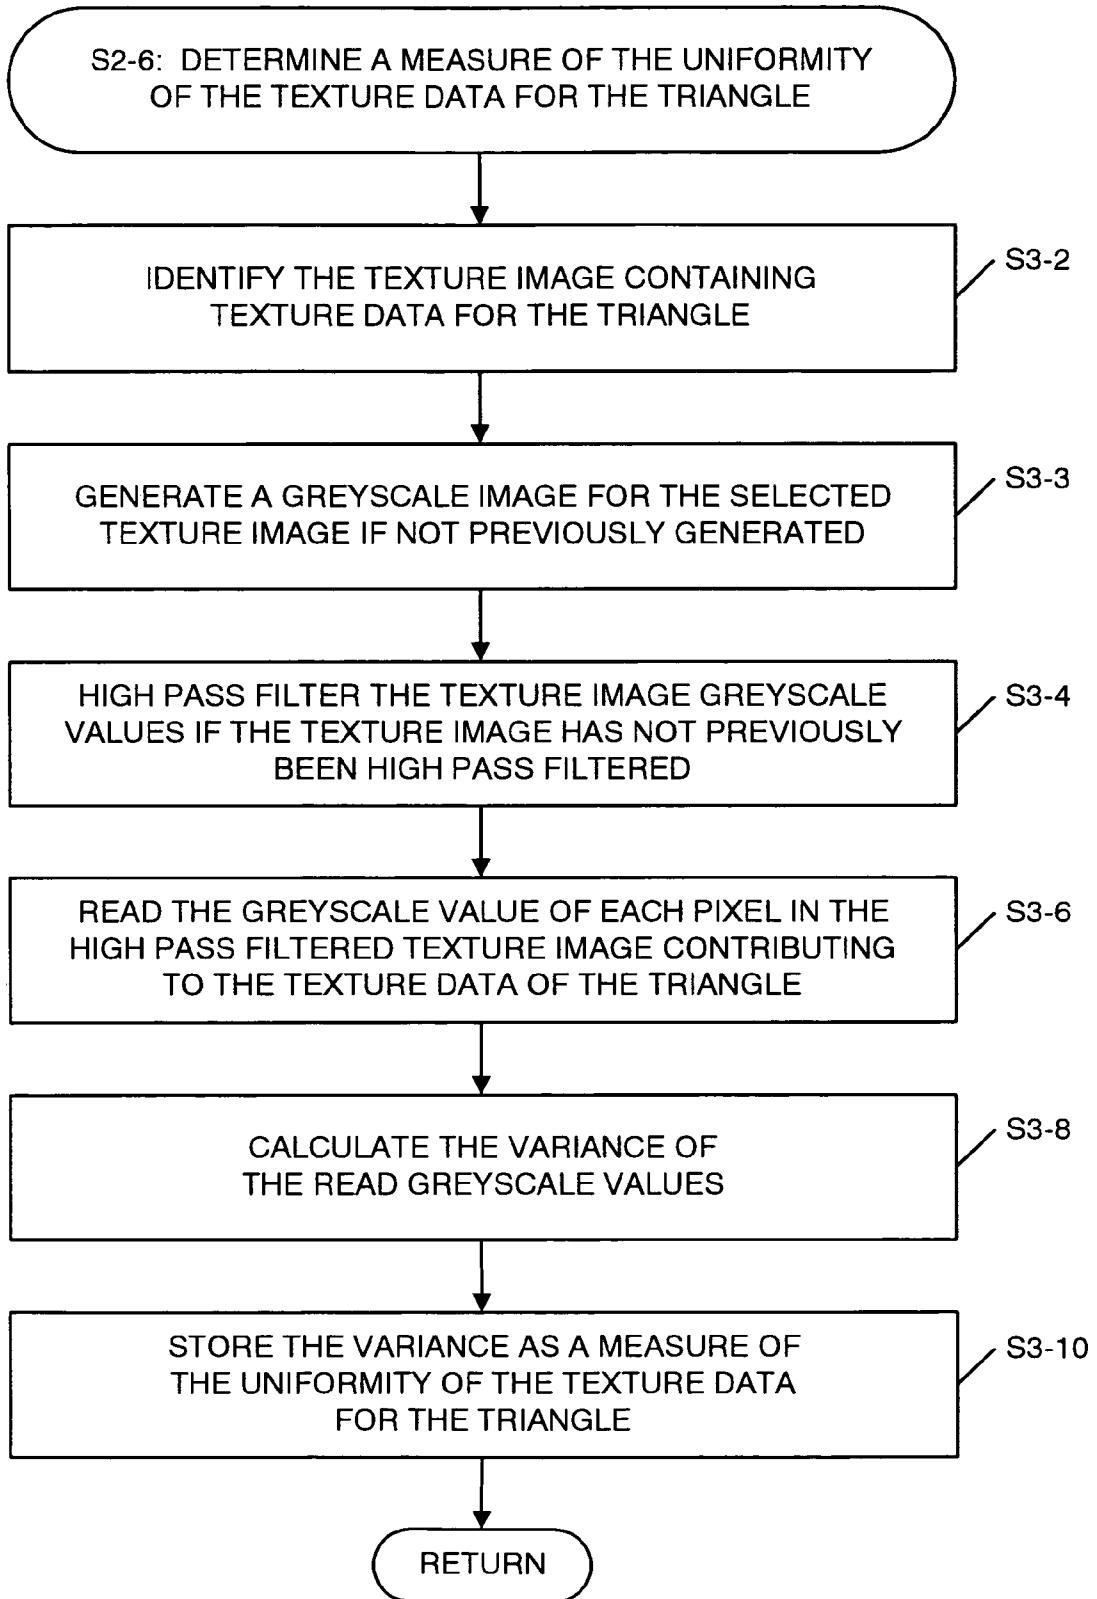 S2-6: DETERMINE A MEASURE OF THE UNIFORMITY
OF THE TEXTURE DATA FOR THE TRIANGLE
IDENTIFY THE TEXTURE IMAGE CONTAINING
TEXTURE DATA FOR THE TRIANGLE
S3-2
GENERATE A GREYSCALE IMAGE FOR THE SELECTED
TEXTURE IMAGE IF NOT PREVIOUSLY GENERATED
S3-3
HIGH PASS FILTER THE TEXTURE IMAGE GREYSCALE
VALUES IF THE TEXTURE IMAGE HAS NOT PREVIOUSLY
BEEN HIGH PASS FILTERED
S3-4
READ THE GREYSCALE VALUE OF EACH PIXEL IN THE
HIGH PASS FILTERED TEXTURE IMAGE CONTRIBUTING
TO THE TEXTURE DATA OF THE TRIANGLE
S3-6
CALCULATE THE VARIANCE OF
THE READ GREYSCALE VALUES
S3-8
STORE THE VARIANCE AS A MEASURE OF
THE UNIFORMITY OF THE TEXTURE DATA
FOR THE TRIANGLE
S3-10
RETURN